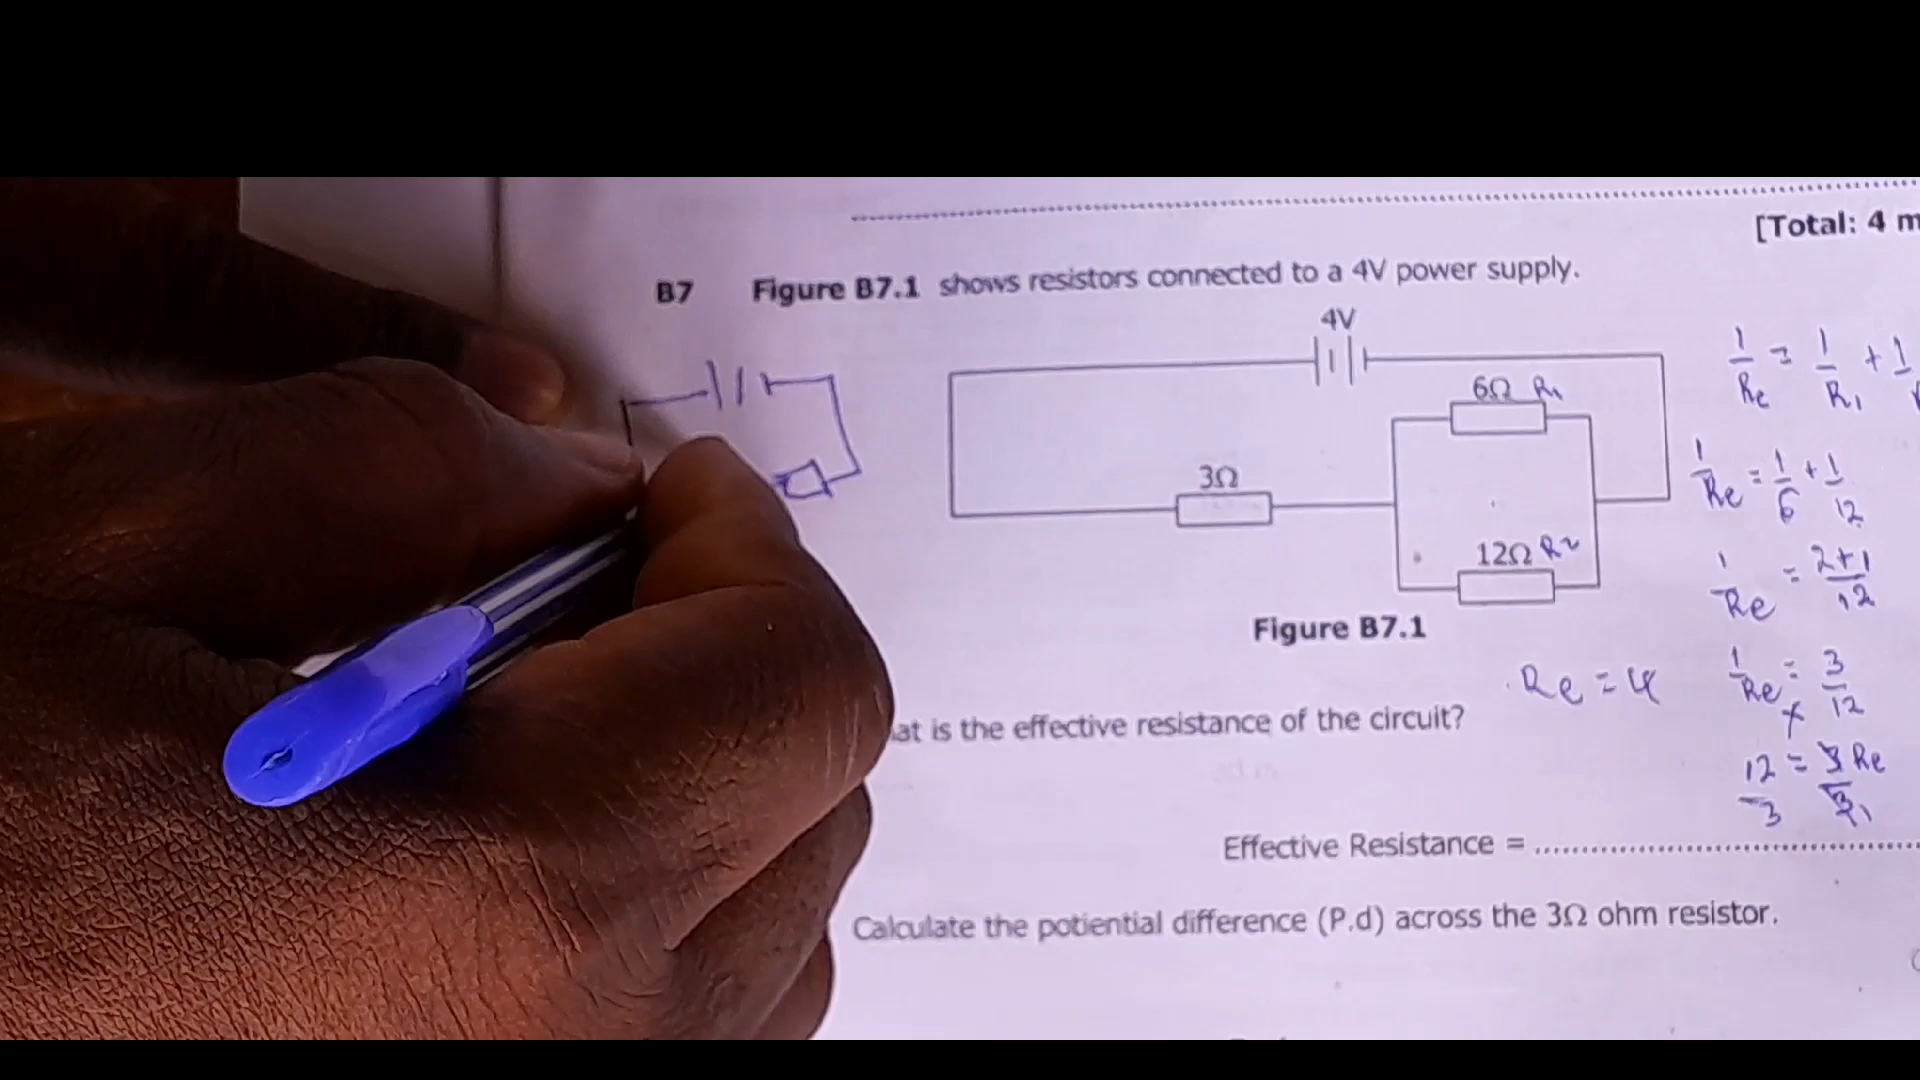 [Total: 4 m
B7 Figure B7.1 shows resistors connected to a 4V power supply.
4V
6Ω R1
3Ω
12Ω R2
Figure B7.1
1/Re = 1/R1 + 1
1/Re = 1/6 + 1/12
1/Re = 2+1/12
1/Re = 3/12
Re = 4
12/3 = 3Re/3
at is the effective resistance of the circuit?
Effective Resistance = ........................................
Calculate the potiential difference (P.d) across the 3Ω ohm resistor.